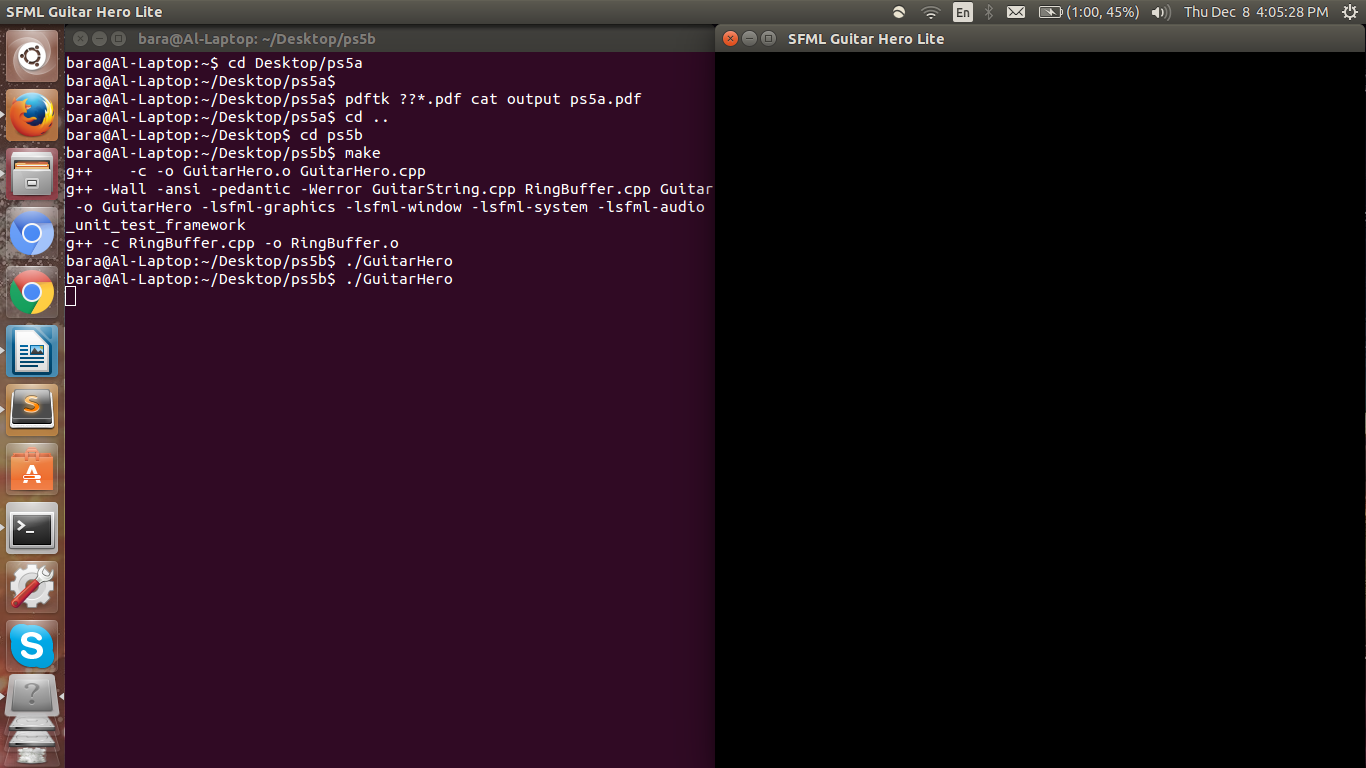 SFML Guitar Hero Lite
En
(1:00, 45%)
Thu Dec 8 4:05:28 PM
bara@Al-Laptop: ~/Desktop/ps5b
bara@Al-Laptop:~$ cd Desktop/ps5a
bara@Al-Laptop:~/Desktop/ps5a$
bara@Al-Laptop:~/Desktop/ps5a$ pdftk ??*.pdf cat output ps5a.pdf
bara@Al-Laptop:~/Desktop/ps5a$ cd ..
bara@Al-Laptop:~/Desktop$ cd ps5b
bara@Al-Laptop:~/Desktop/ps5b$ make
g++    -c -o GuitarHero.o GuitarHero.cpp
g++ -Wall -ansi -pedantic -Werror GuitarString.cpp RingBuffer.cpp Guitar
 -o GuitarHero -lsfml-graphics -lsfml-window -lsfml-system -lsfml-audio
_unit_test_framework
g++ -c RingBuffer.cpp -o RingBuffer.o
bara@Al-Laptop:~/Desktop/ps5b$ ./GuitarHero
bara@Al-Laptop:~/Desktop/ps5b$ ./GuitarHero
SFML Guitar Hero Lite
S
A
>_
S
?